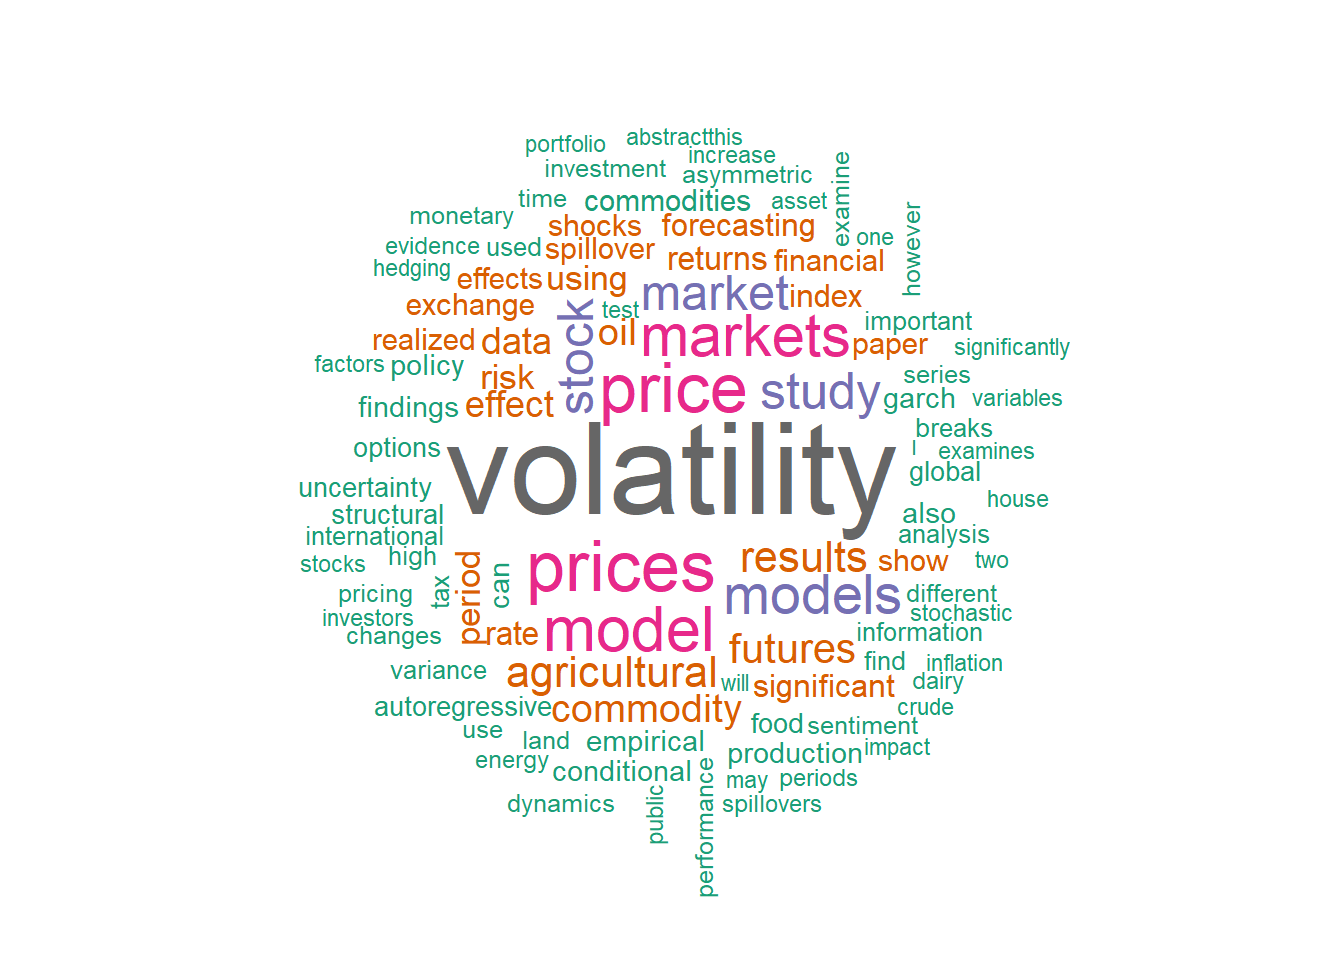 portfolio
abstractthis
increase
investment
asymmetric
examine
time
commodities
asset
monetary
shocks
forecasting
one
however
evidence
used
spillover
returns
financial
hedging
effects
using
market
index
exchange
stock
test
important
realized
data
oil
markets
paper
significantly
factors
policy
risk
price
study
series
findings
effect
garch
variables
options
volatility
breaks
l
examines
uncertainty
global
house
structural
also
international
analysis
stocks
high
period
can
prices
results
show
two
pricing
tax
models
different
investors
stochastic
changes
rate
model
information
variance
agricultural
futures
find
inflation
will
significant
dairy
autoregressive
commodity
crude
use
land
empirical
food
sentiment
energy
conditional
production
impact
dynamics
public
performance
may
periods
spillovers